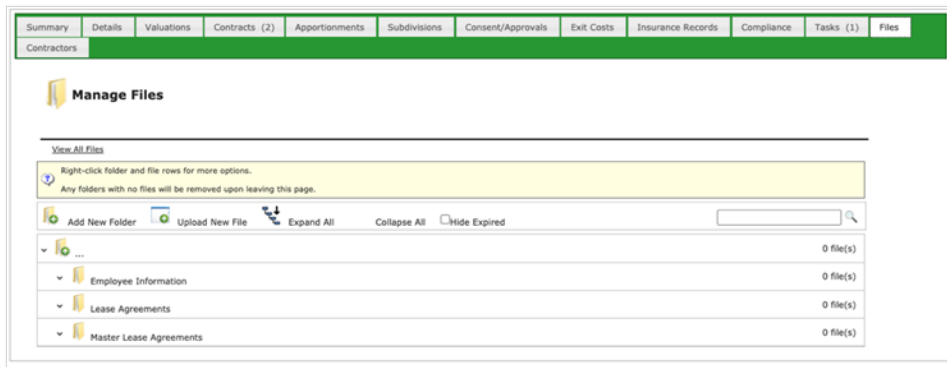 Summary Details Valuations Contracts (2) Apportionments Subdivisions Consent/Approvals Exit Costs Insurance Records Compliance Tasks (1) Files
Contractors
Manage Files
View All Files
Right-click folder and file rows for more options.
Any folders with no files will be removed upon leaving this page.
Add New Folder Upload New File Expand All Collapse All Hide Expired
... 0 file(s)
Employee Information 0 file(s)
Lease Agreements 0 file(s)
Master Lease Agreements 0 file(s)